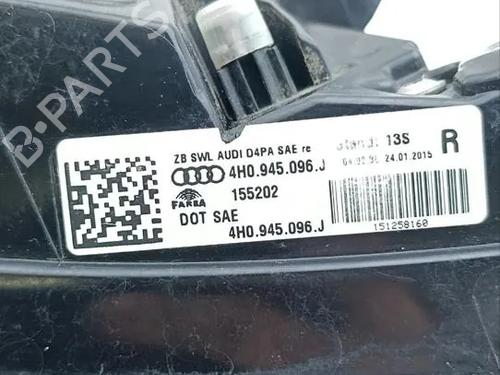 ZB SWL AUDI D4PA SAE re
Stand: 13S
R
4H0.945.096.J
24.01.2015
FARBA
155202
DOT SAE
4H0.945.096.J
151258160
B-PARTS